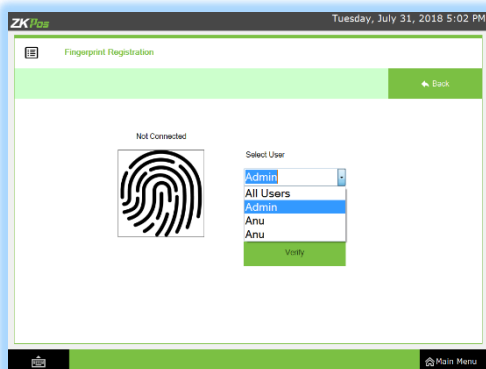 ZKPos
Tuesday, July 31, 2018 5:02 PM
Fingerprint Registration
Back
Not Connected
Select User
Admin
All Users
Admin
Anu
Anu
Verify
Main Menu